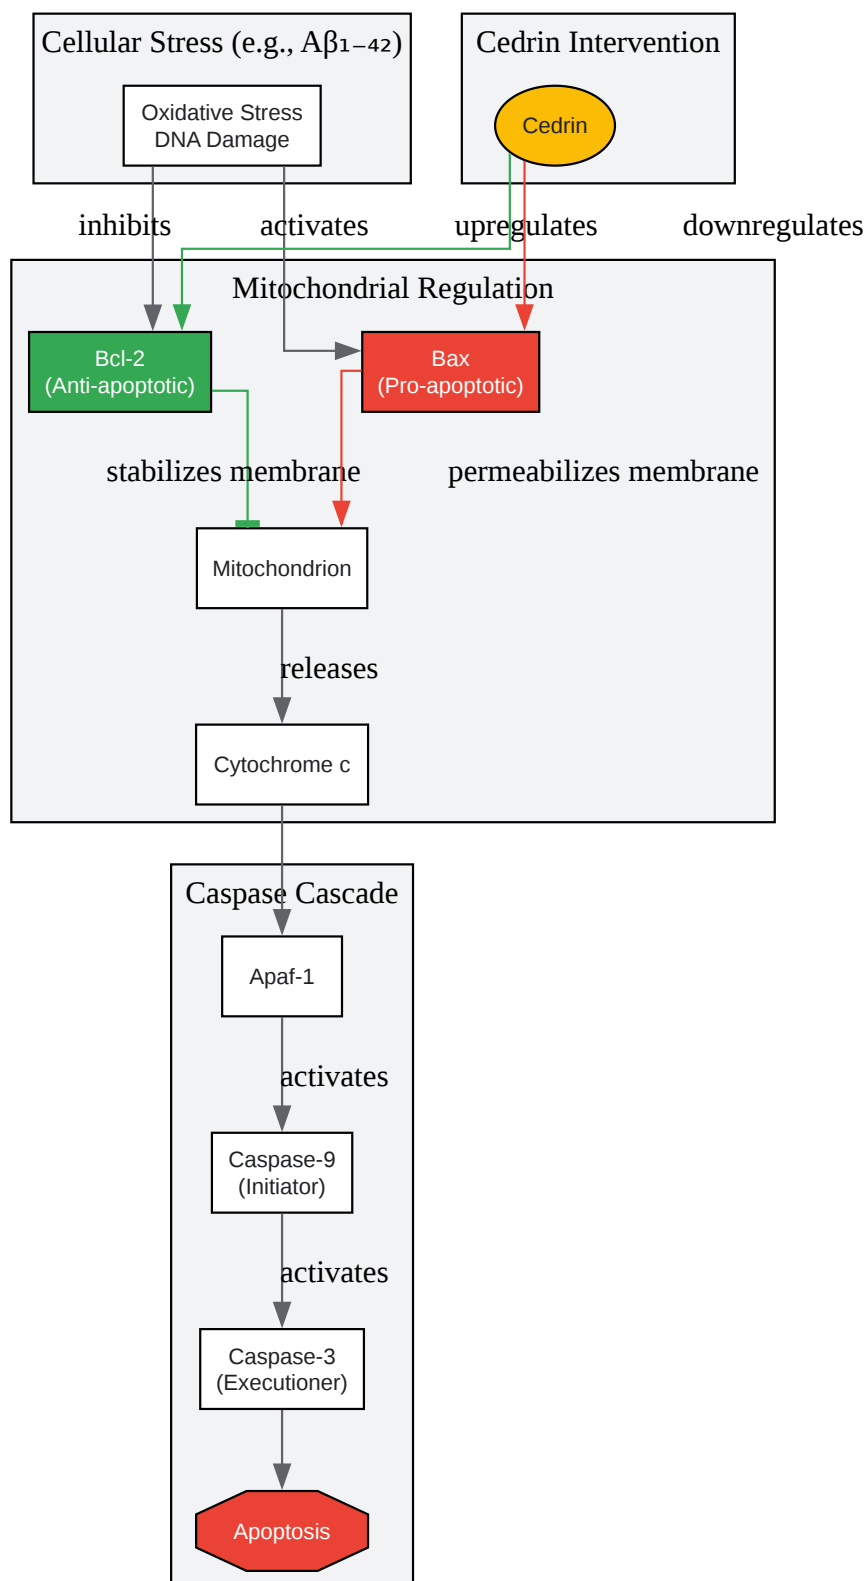 Cellular Stress (e.g., Aβ₁₋₄₂)
Cedrin Intervention
Oxidative Stress
DNA Damage
Cedrin
inhibits
activates
upregulates
downregulates
Mitochondrial Regulation
Bcl-2
(Anti-apoptotic)
Bax
(Pro-apoptotic)
stabilizes membrane
permeabilizes membrane
Mitochondrion
releases
Cytochrome c
Caspase Cascade
Apaf-1
activates
Caspase-9
(Initiator)
activates
Caspase-3
(Executioner)
Apoptosis